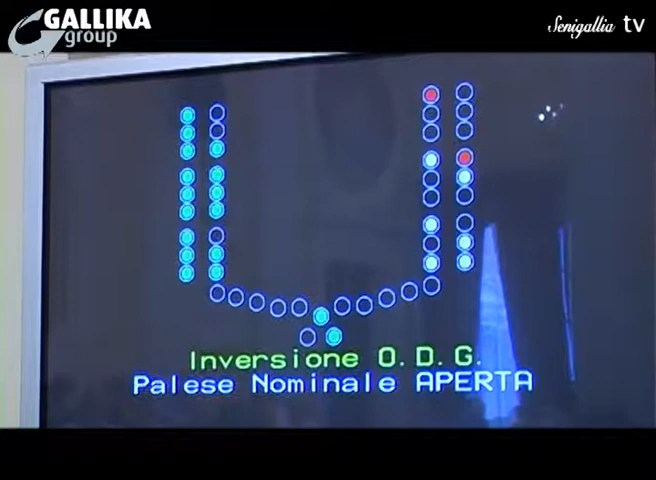 GALLIKA
group
Senigallia tv
Inversione O.D.G.
Palese Nominale APERTA